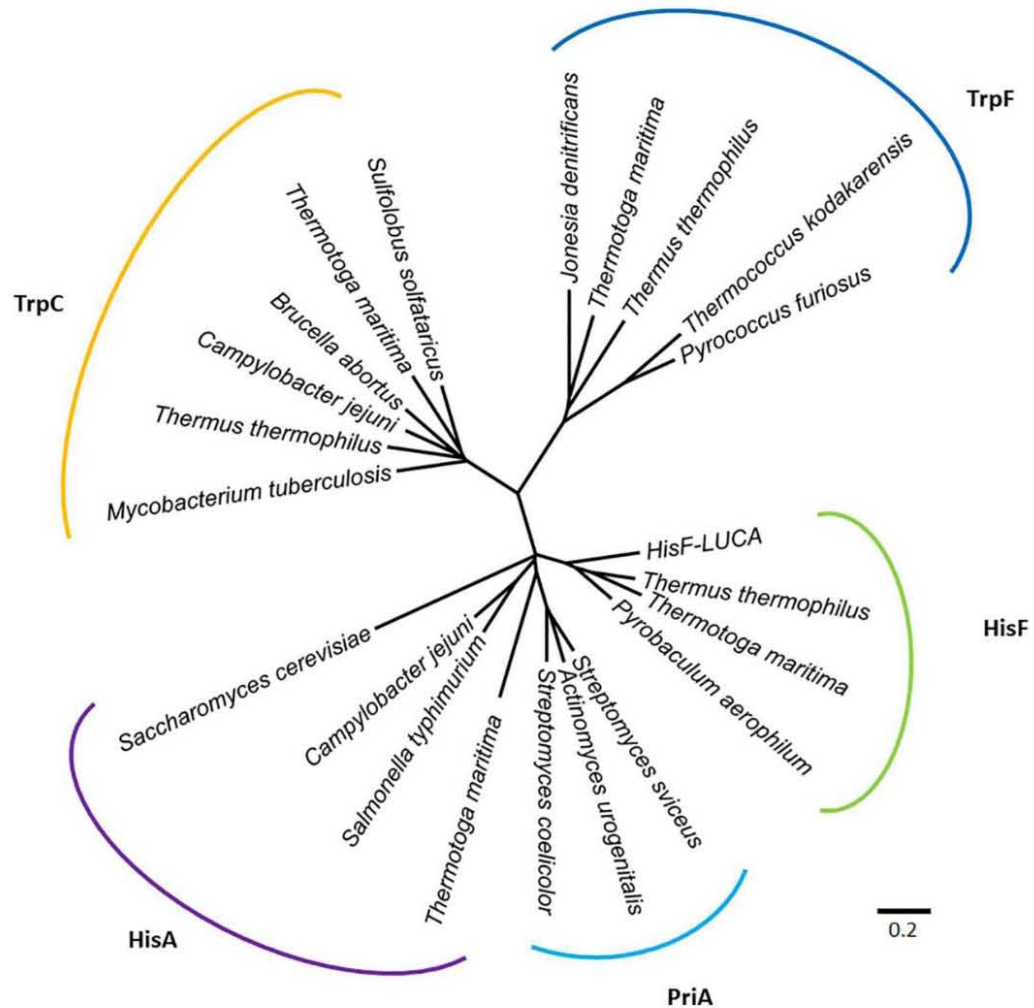 TrpF
Jonesia denitrificans
Thermotoga maritima
Thermus thermophilus
Thermococcus kodakarensis
Pyrococcus furiosus
TrpC
Sulfolobus solfataricus
Thermotoga maritima
Brucella abortus
Campylobacter jejuni
Thermus thermophilus
Mycobacterium tuberculosis
HisF
HisF-LUCA
Thermus thermophilus
Thermotoga maritima
Pyrobaculum aerophilum
HisA
Saccharomyces cerevisiae
Campylobacter jejuni
Salmonella typhimurium
Thermotoga maritima
PriA
Streptomyces coelicolor
Actinomyces urogenitalis
Streptomyces sviceus
0.2